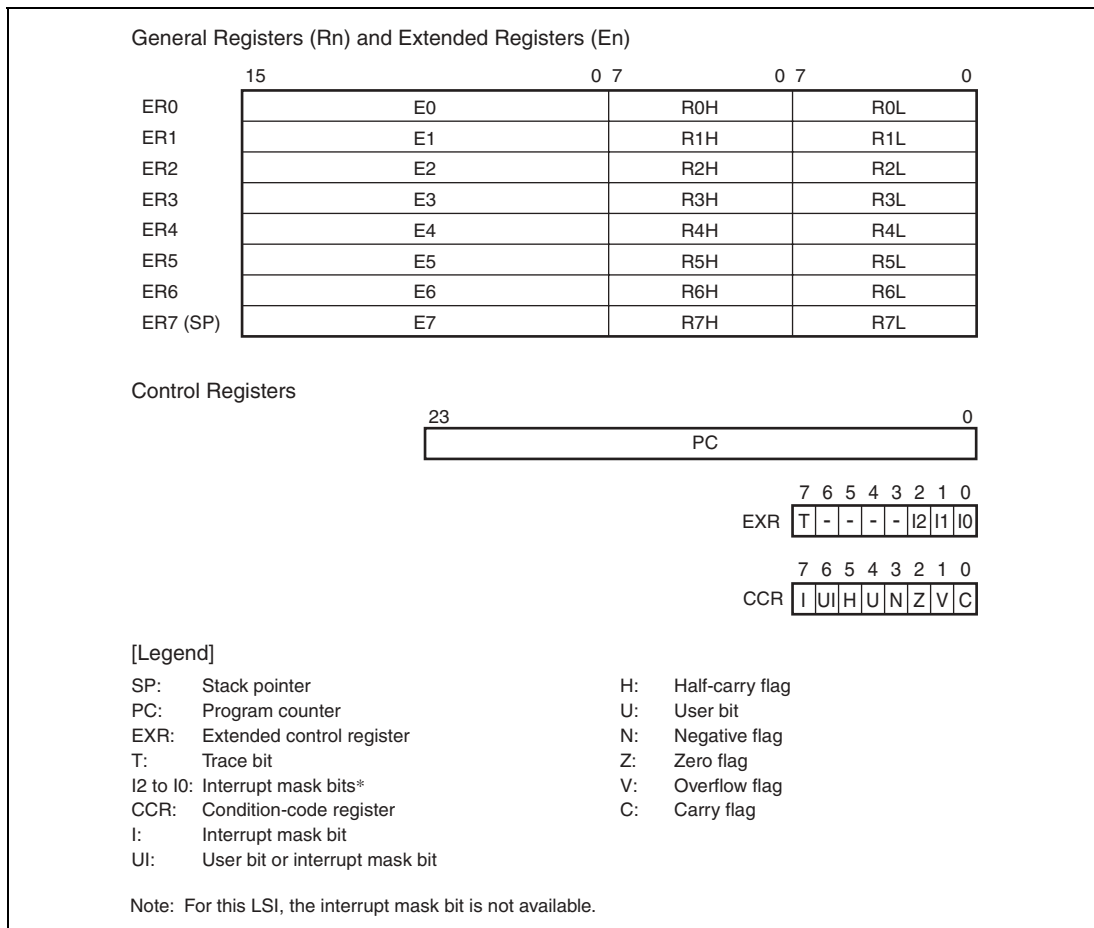 General Registers (Rn) and Extended Registers (En)
15 0 7 0 7 0
ER0 E0 R0H R0L
ER1 E1 R1H R1L
ER2 E2 R2H R2L
ER3 E3 R3H R3L
ER4 E4 R4H R4L
ER5 E5 R5H R5L
ER6 E6 R6H R6L
ER7 (SP) E7 R7H R7L
Control Registers
23 0
PC
7 6 5 4 3 2 1 0
EXR T - - - - I2 I1 I0
7 6 5 4 3 2 1 0
CCR I UI H U N Z V C
[Legend]
SP: Stack pointer
PC: Program counter
EXR: Extended control register
T: Trace bit
I2 to I0: Interrupt mask bits*
CCR: Condition-code register
I: Interrupt mask bit
UI: User bit or interrupt mask bit
H: Half-carry flag
U: User bit
N: Negative flag
Z: Zero flag
V: Overflow flag
C: Carry flag
Note: For this LSI, the interrupt mask bit is not available.